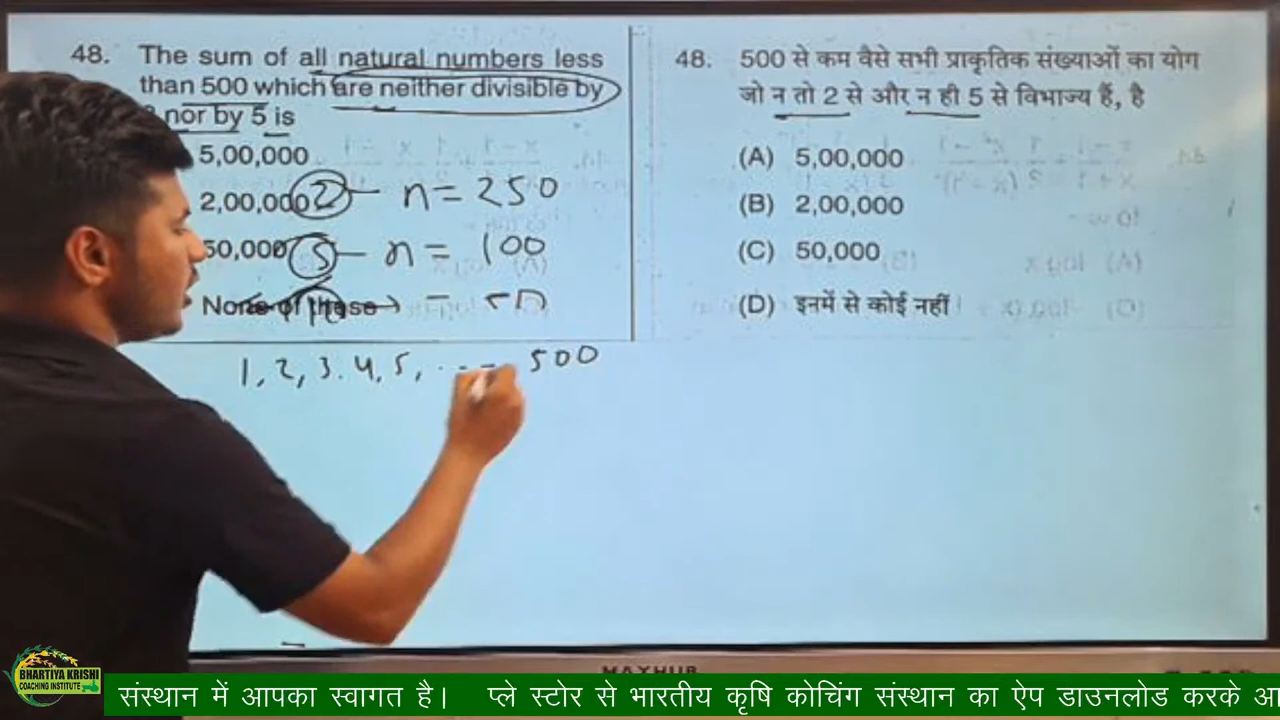 48. The sum of all natural numbers less
than 500 which are neither divisible by
nor by 5 is
5,00,000
2,00,000
50,000
None of these
2 — n = 250
5 — n = 100
10 → = 50
1, 2, 3. 4, 5, ... 500
48. 500 से कम वैसे सभी प्राकृतिक संख्याओं का योग
जो न तो 2 से और न ही 5 से विभाज्य हैं, है
(A) 5,00,000
(B) 2,00,000
(C) 50,000
(D) इनमें से कोई नहीं
MAXHUB
BHARTIYA KRISHI
COACHING INSTITUTE
संस्थान में आपका स्वागत है। प्ले स्टोर से भारतीय कृषि कोचिंग संस्थान का ऐप डाउनलोड करके